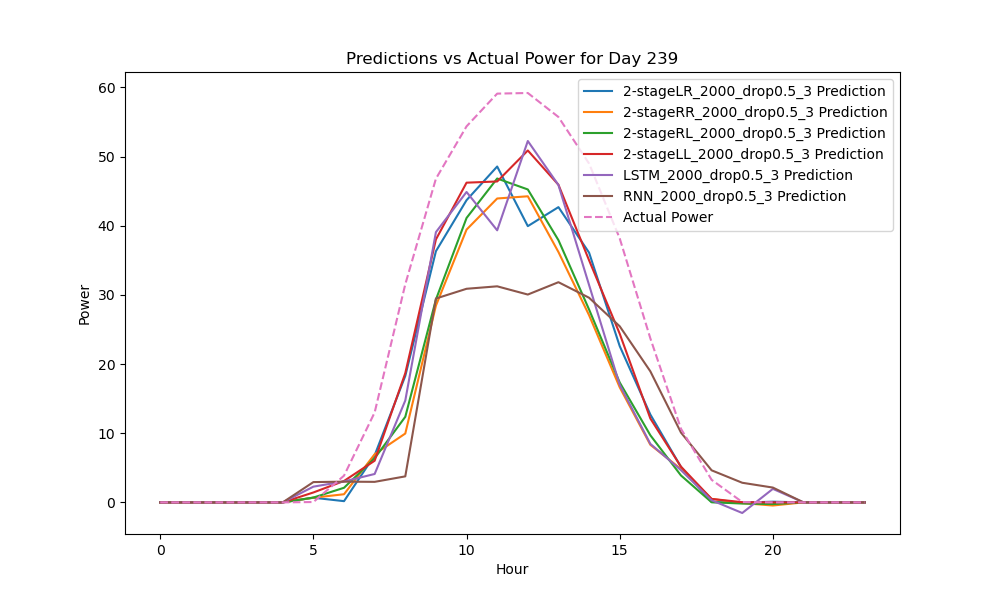 Predictions vs Actual Power for Day 239
60
50
40
30
20
10
0
Power
2-stageLR_2000_drop0.5_3 Prediction
2-stageRR_2000_drop0.5_3 Prediction
2-stageRL_2000_drop0.5_3 Prediction
2-stageLL_2000_drop0.5_3 Prediction
LSTM_2000_drop0.5_3 Prediction
RNN_2000_drop0.5_3 Prediction
Actual Power
0 5 10 15 20
Hour